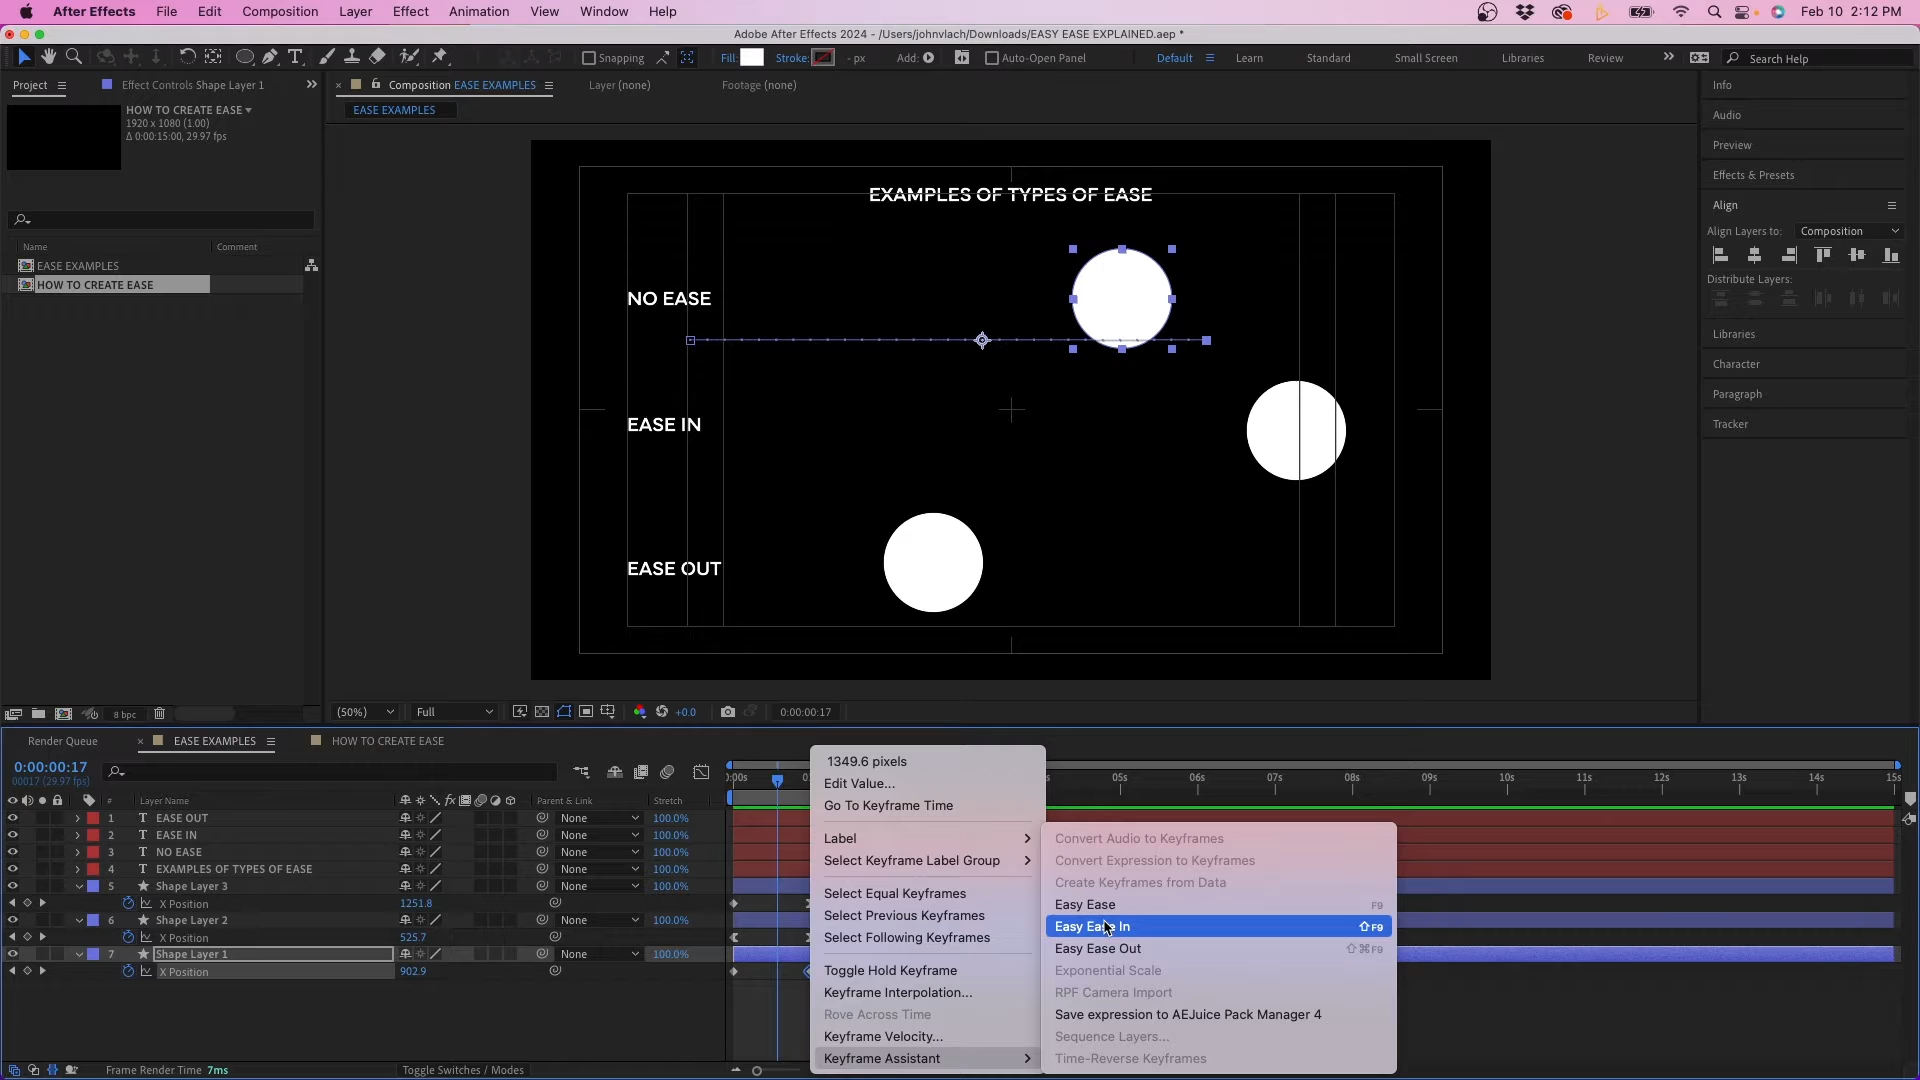 After Effects File Edit Composition Layer Effect Animation View Window Help Feb 10 2:12 PM
Adobe After Effects 2024 - /Users/johnvlach/Downloads/EASY EASE EXPLAINED.aep *
Snapping Fill: Stroke: - px Add: Auto-Open Panel Default Learn Standard Small Screen Libraries Review Search Help
Project Effect Controls Shape Layer 1 Composition EASE EXAMPLES Layer (none) Footage (none) Info
HOW TO CREATE EASE EASE EXAMPLES
1920 x 1080 (1.00)
Δ 0:00:15:00, 29.97 fps
Audio
Preview
Effects & Presets
Align
Align Layers to: Composition
Distribute Layers:
Libraries
Character
Paragraph
Tracker
Name Comment
EASE EXAMPLES
HOW TO CREATE EASE
EXAMPLES OF TYPES OF EASE
NO EASE
EASE IN
EASE OUT
8 bpc (50%) Full +0.0 0:00:00:17
Render Queue EASE EXAMPLES HOW TO CREATE EASE
0:00:00:17
00017 (29.97 fps)
:00s 0 s 05s 06s 07s 08s 09s 10s 11s 12s 13s 14s 15s
# Layer Name fx Parent & Link Stretch
1 T EASE OUT None 100.0%
2 T EASE IN None 100.0%
3 T NO EASE None 100.0%
4 T EXAMPLES OF TYPES OF EASE None 100.0%
5 Shape Layer 3 None 100.0%
X Position 1251.8
6 Shape Layer 2 None 100.0%
X Position 525.7
7 Shape Layer 1 None 100.0%
X Position 902.9
Frame Render Time 7ms Toggle Switches / Modes
1349.6 pixels
Edit Value...
Go To Keyframe Time
Label
Select Keyframe Label Group
Select Equal Keyframes
Select Previous Keyframes
Select Following Keyframes
Toggle Hold Keyframe
Keyframe Interpolation...
Rove Across Time
Keyframe Velocity...
Keyframe Assistant
Convert Audio to Keyframes
Convert Expression to Keyframes
Create Keyframes from Data
Easy Ease F9
Easy Ease In ⇧F9
Easy Ease Out ⇧⌘F9
Exponential Scale
RPF Camera Import
Save expression to AEJuice Pack Manager 4
Sequence Layers...
Time-Reverse Keyframes